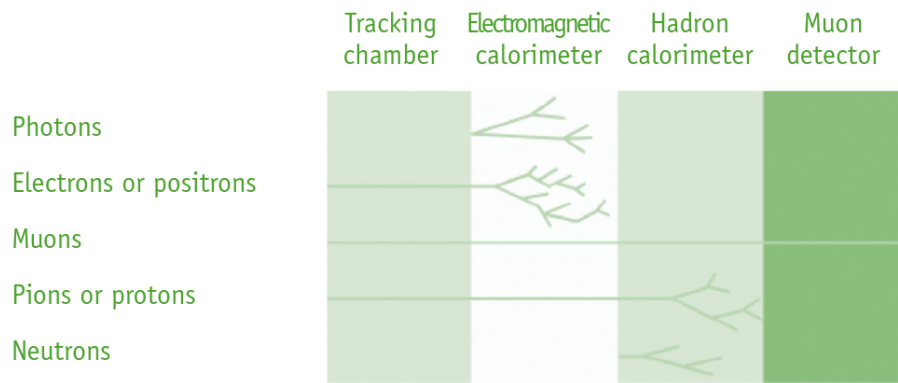 Tracking chamber
Electromagnetic calorimeter
Hadron calorimeter
Muon detector
Photons
Electrons or positrons
Muons
Pions or protons
Neutrons